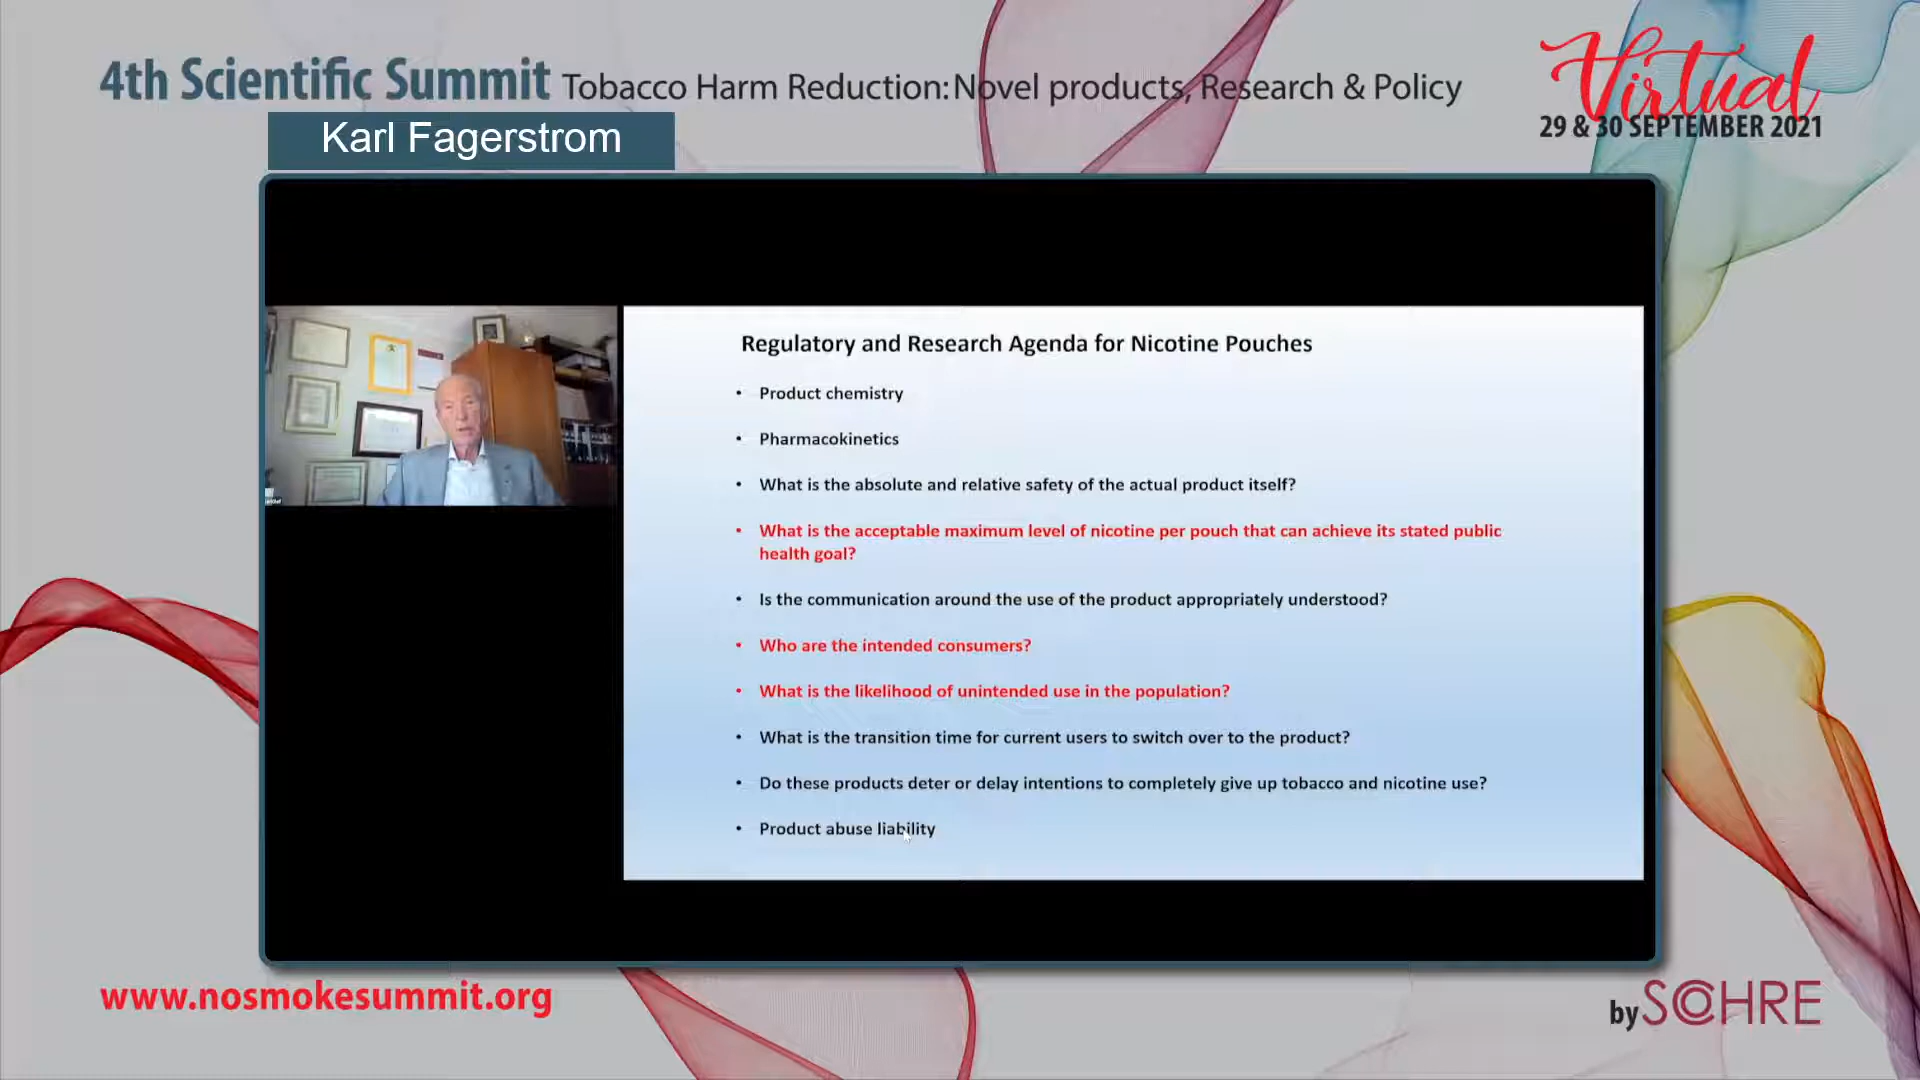 4th Scientific Summit Tobacco Harm Reduction: Novel products, Research & Policy
Virtual
29 & 30 SEPTEMBER 2021
Karl Fagerstrom
Regulatory and Research Agenda for Nicotine Pouches
• Product chemistry
• Pharmacokinetics
• What is the absolute and relative safety of the actual product itself?
• What is the acceptable maximum level of nicotine per pouch that can achieve its stated public
health goal?
• Is the communication around the use of the product appropriately understood?
• Who are the intended consumers?
• What is the likelihood of unintended use in the population?
• What is the transition time for current users to switch over to the product?
• Do these products deter or delay intentions to completely give up tobacco and nicotine use?
• Product abuse liability
www.nosmokesummit.org
by SCOHRE